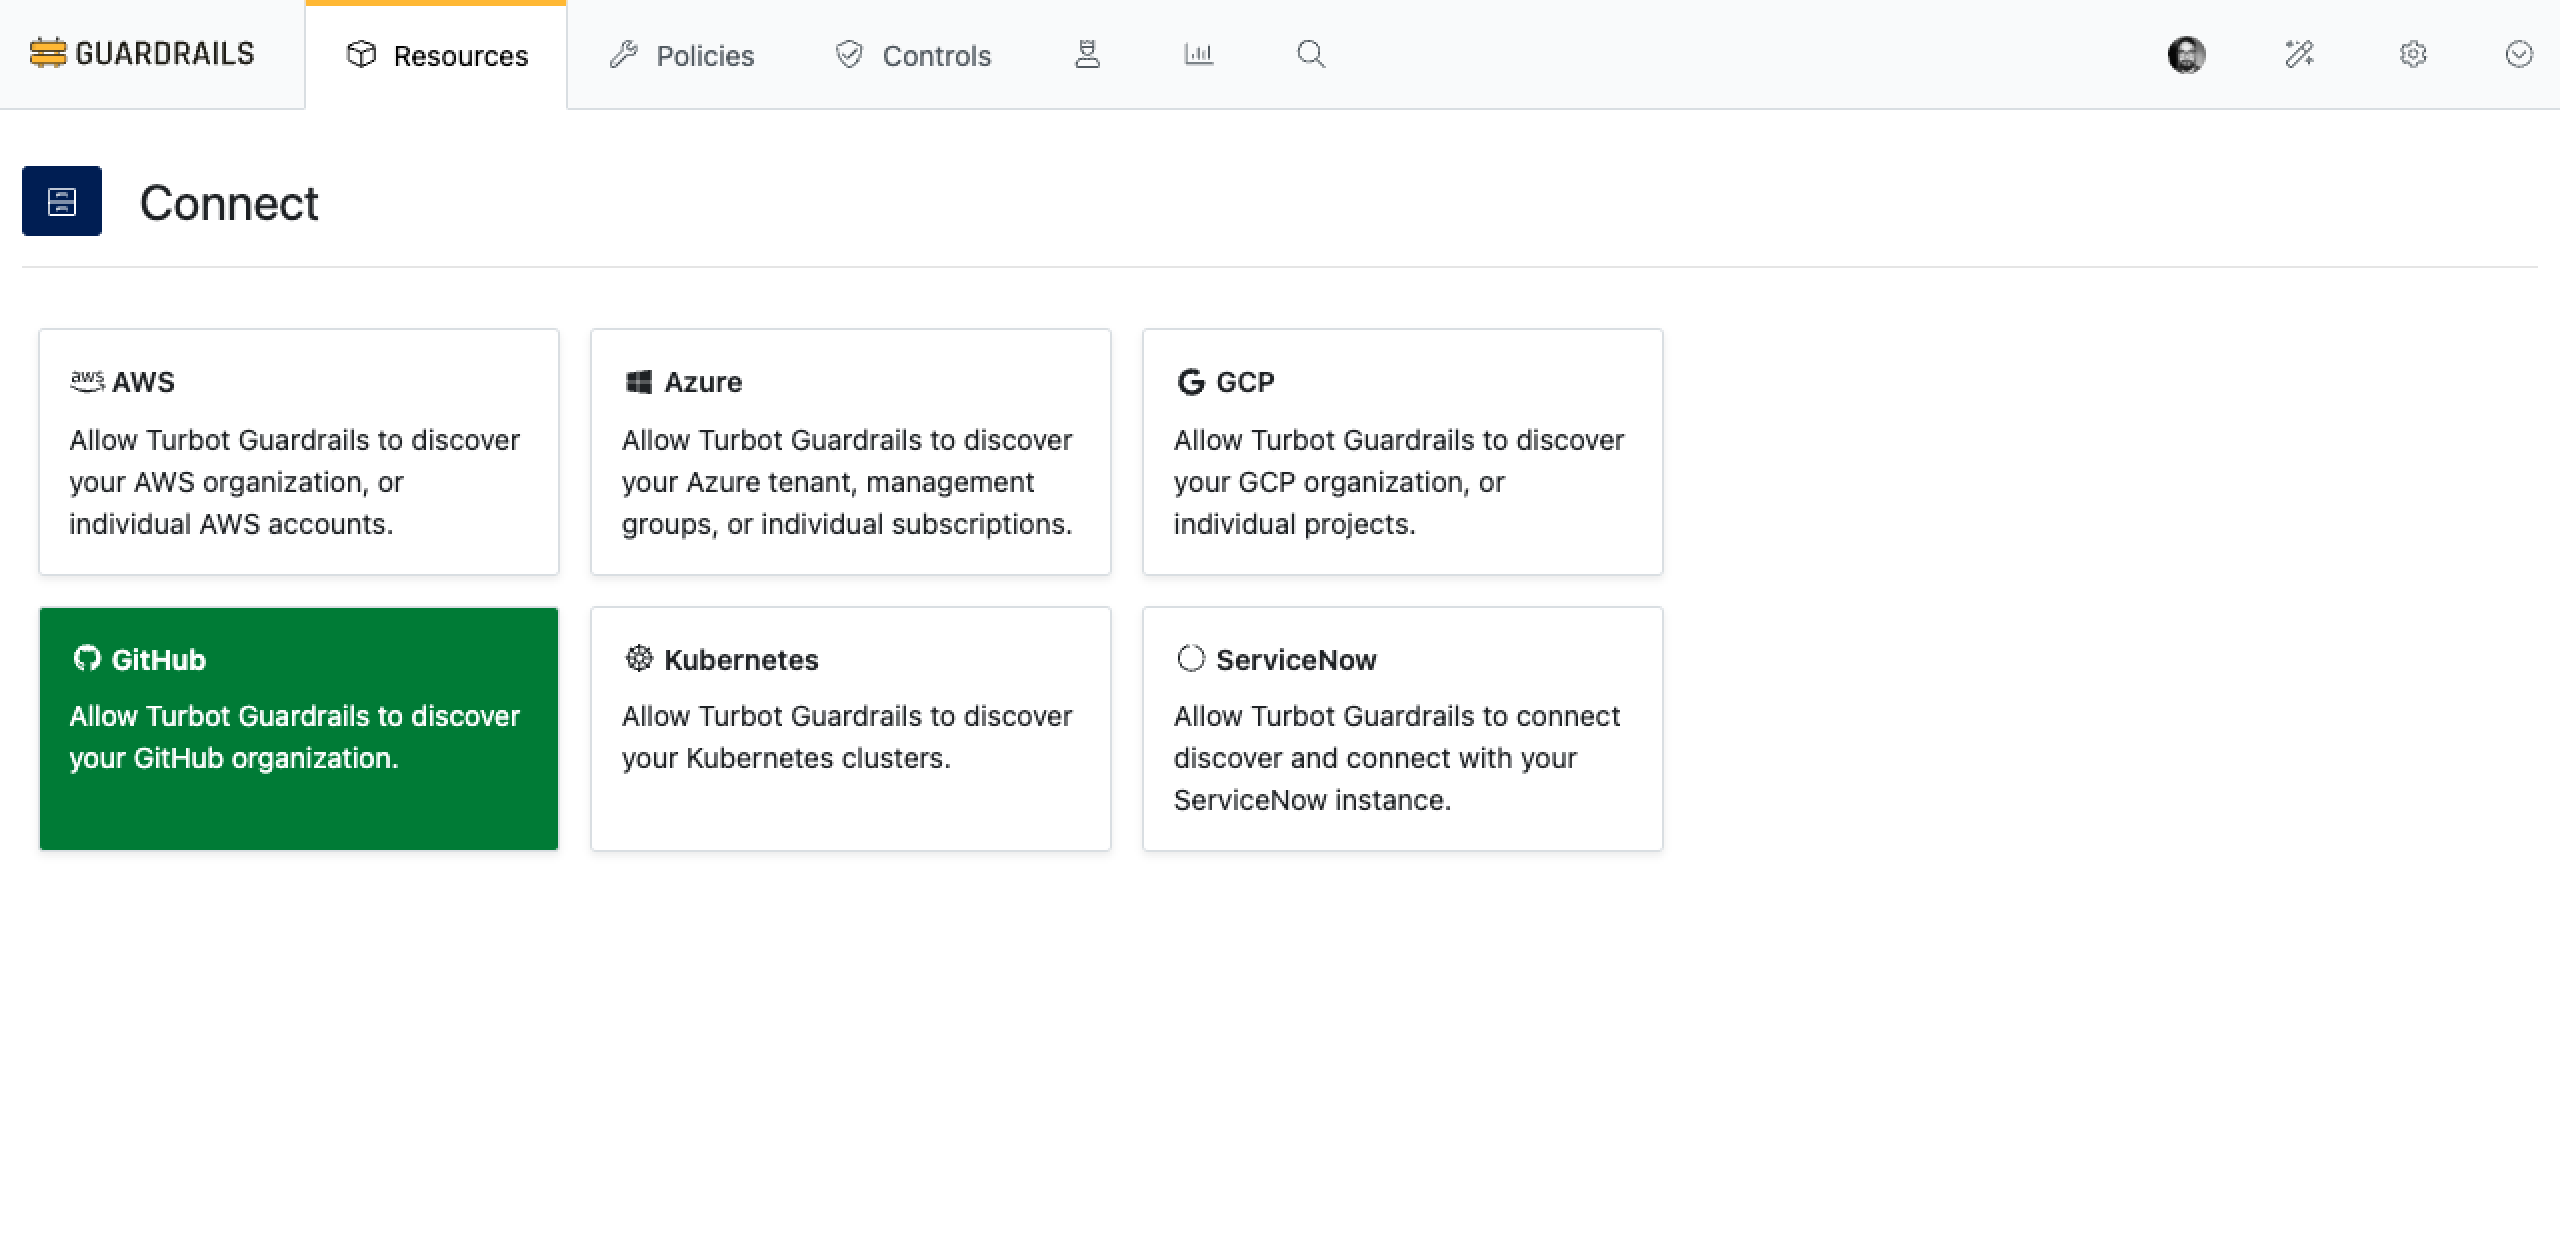 GUARDRAILS
Resources
Policies
Controls
Connect
aws AWS
Allow Turbot Guardrails to discover
your AWS organization, or
individual AWS accounts.
Azure
Allow Turbot Guardrails to discover
your Azure tenant, management
groups, or individual subscriptions.
GCP
Allow Turbot Guardrails to discover
your GCP organization, or
individual projects.
GitHub
Allow Turbot Guardrails to discover
your GitHub organization.
Kubernetes
Allow Turbot Guardrails to discover
your Kubernetes clusters.
ServiceNow
Allow Turbot Guardrails to connect
discover and connect with your
ServiceNow instance.